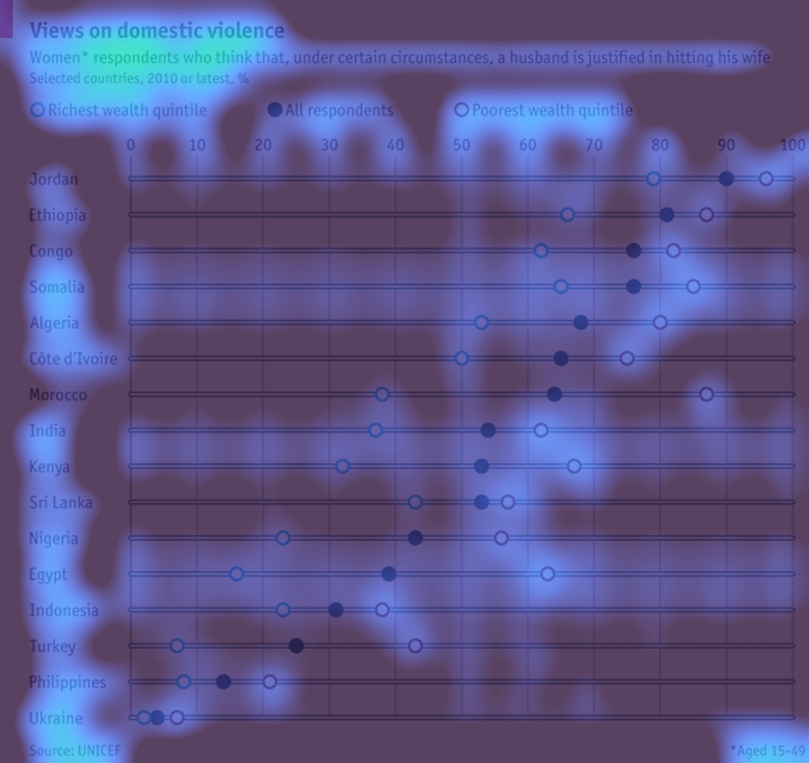 Views on domestic violence
Women* respondents who think that, under certain circumstances, a husband is justified in hitting his wife
Selected countries, 2010 or latest, %
Richest wealth quintile All respondents Poorest wealth quintile
0 10 20 30 40 50 60 70 80 90 100
Jordan
Ethiopia
Congo
Somalia
Algeria
Côte d'Ivoire
Morocco
India
Kenya
Sri Lanka
Nigeria
Egypt
Indonesia
Turkey
Philippines
Ukraine
Source: UNICEF *Aged 15-49